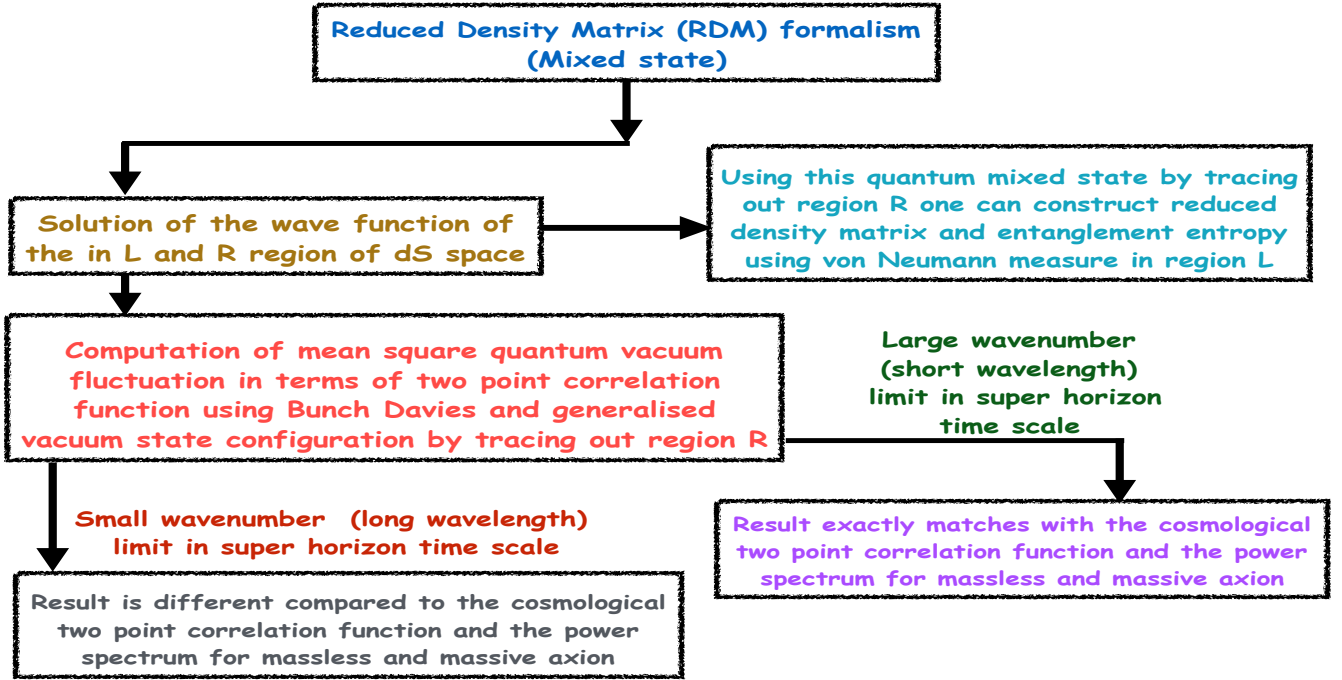 Reduced Density Matrix (RDM) formalism
(Mixed state)
Using this quantum mixed state by tracing
out region R one can construct reduced
density matrix and entanglement entropy
using von Neumann measure in region L
Solution of the wave function of
the in L and R region of dS space
Computation of mean square quantum vacuum
fluctuation in terms of two point correlation
function using Bunch Davies and generalised
vacuum state configuration by tracing out region R
Large wavenumber
(short wavelength)
limit in super horizon
time scale
Small wavenumber (long wavelength)
limit in super horizon time scale
Result exactly matches with the cosmological
two point correlation function and the power
spectrum for massless and massive axion
Result is different compared to the cosmological
two point correlation function and the power
spectrum for massless and massive axion